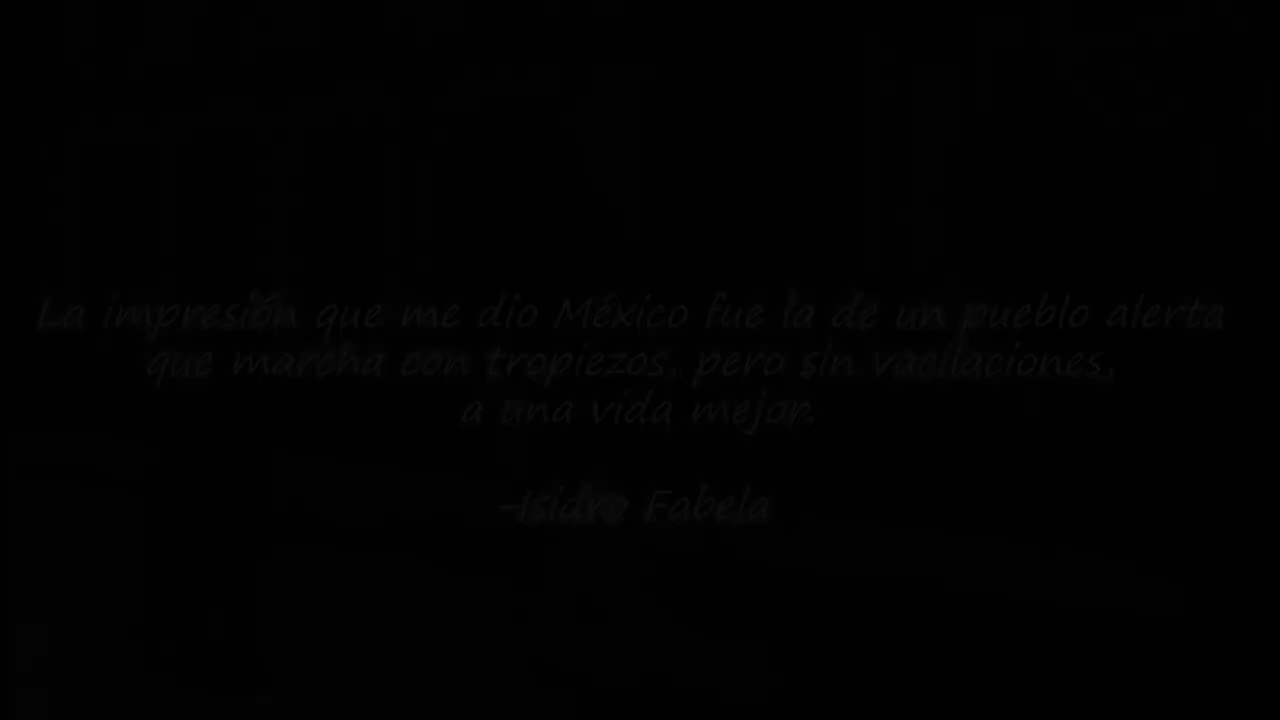 La impresión que me dio México fue la de un pueblo alerta
que marcha con tropiezos, pero sin vacilaciones,
a una vida mejor.
-Isidro Fabela